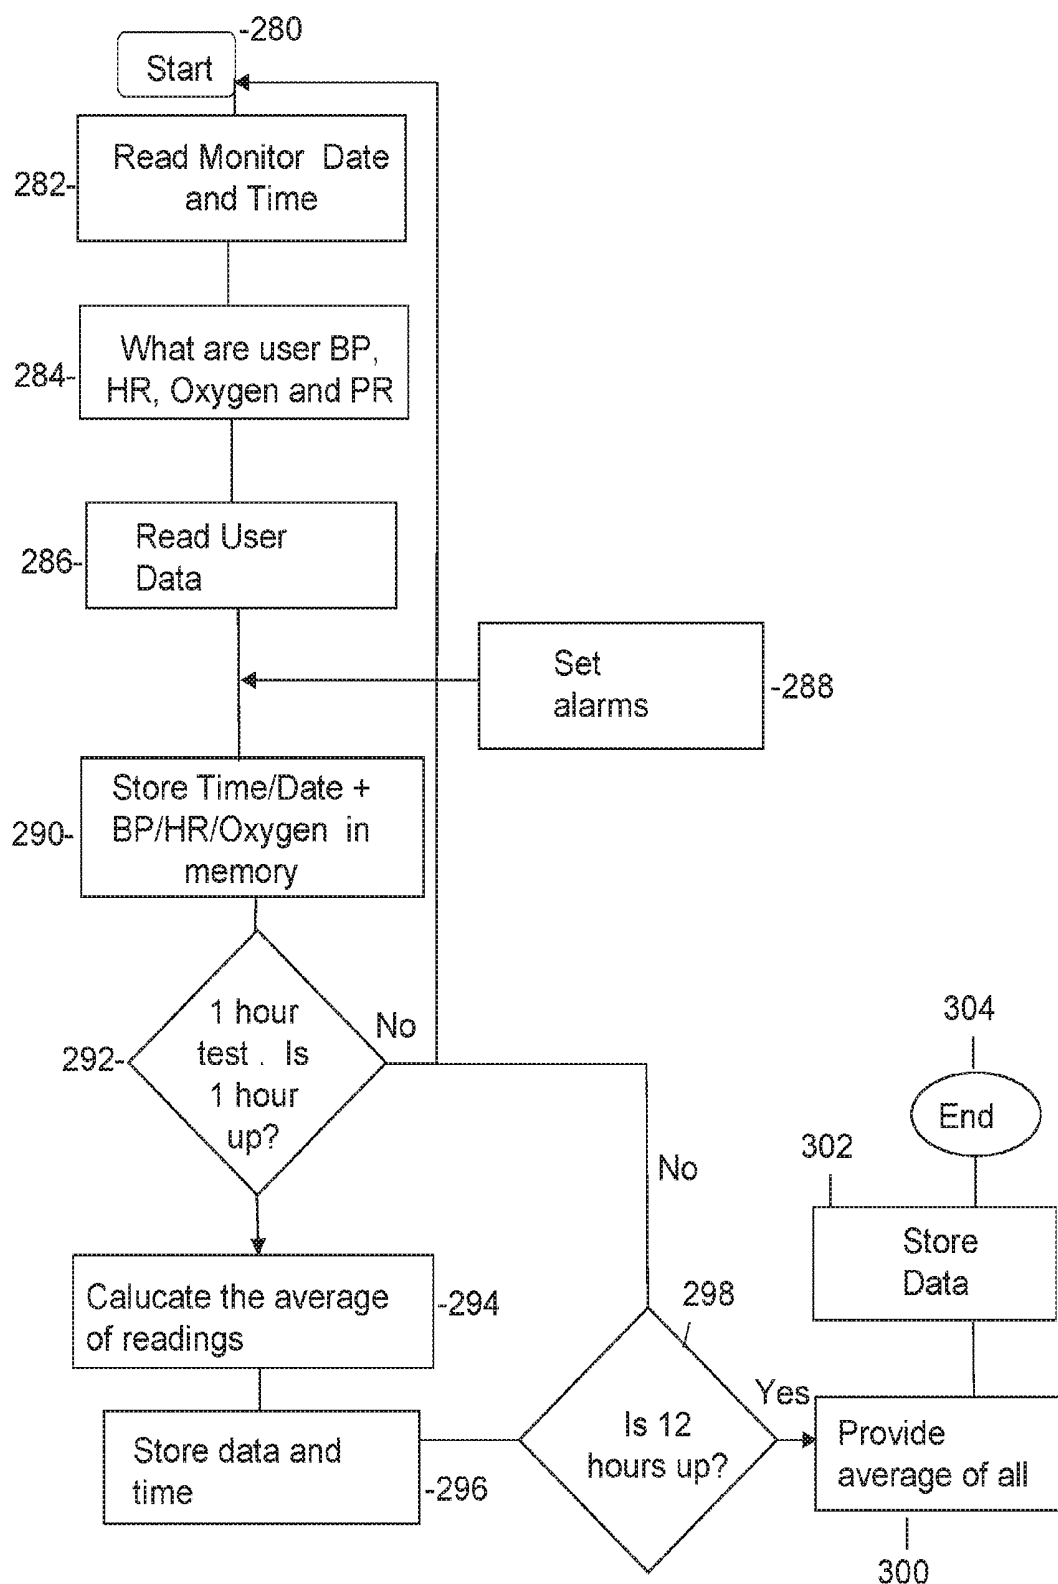 -280
Start
Read Monitor Date
and Time
282-
What are user BP,
HR, Oxygen and PR
284-
Read User
Data
286-
Set
alarms
-288
Store Time/Date +
BP/HR/Oxygen in
memory
290-
1 hour
test . Is
1 hour
up?
292-
No
Calucate the average
of readings
-294
Store data and
time
-296
No
298
Is 12
hours up?
Yes
Provide
average of all
300
302
Store
Data
304
End